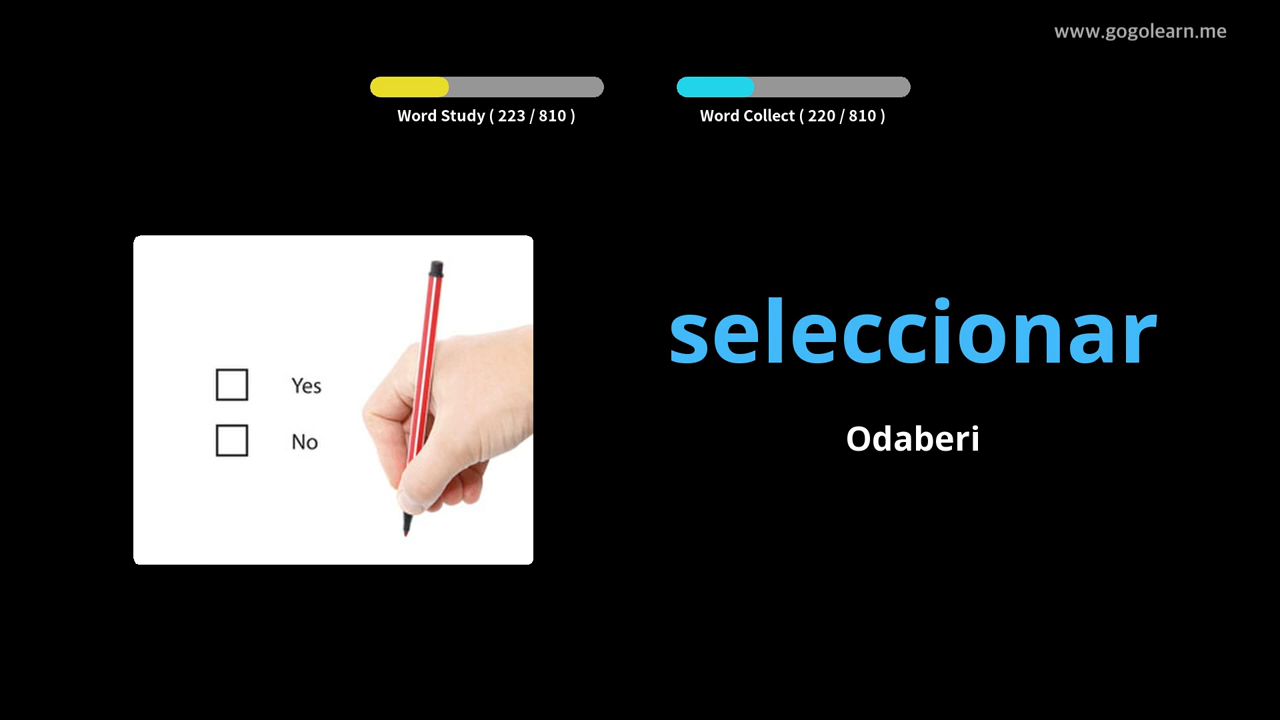 www.gogolearn.me
Word Study ( 223 / 810 )
Word Collect ( 220 / 810 )
Yes
No
seleccionar
Odaberi